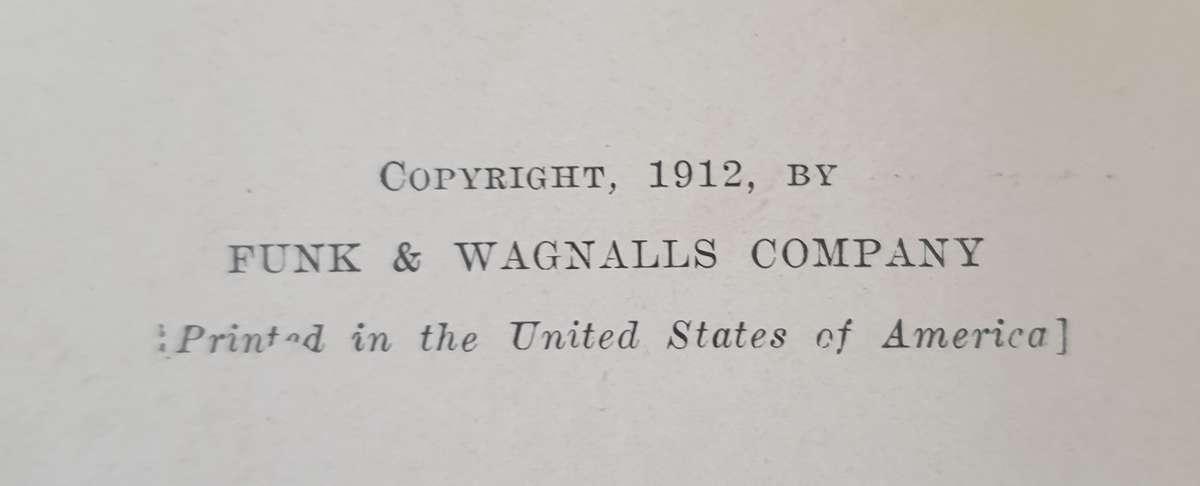 COPYRIGHT, 1912, BY
FUNK & WAGNALLS COMPANY
[Printed in the United States of America]